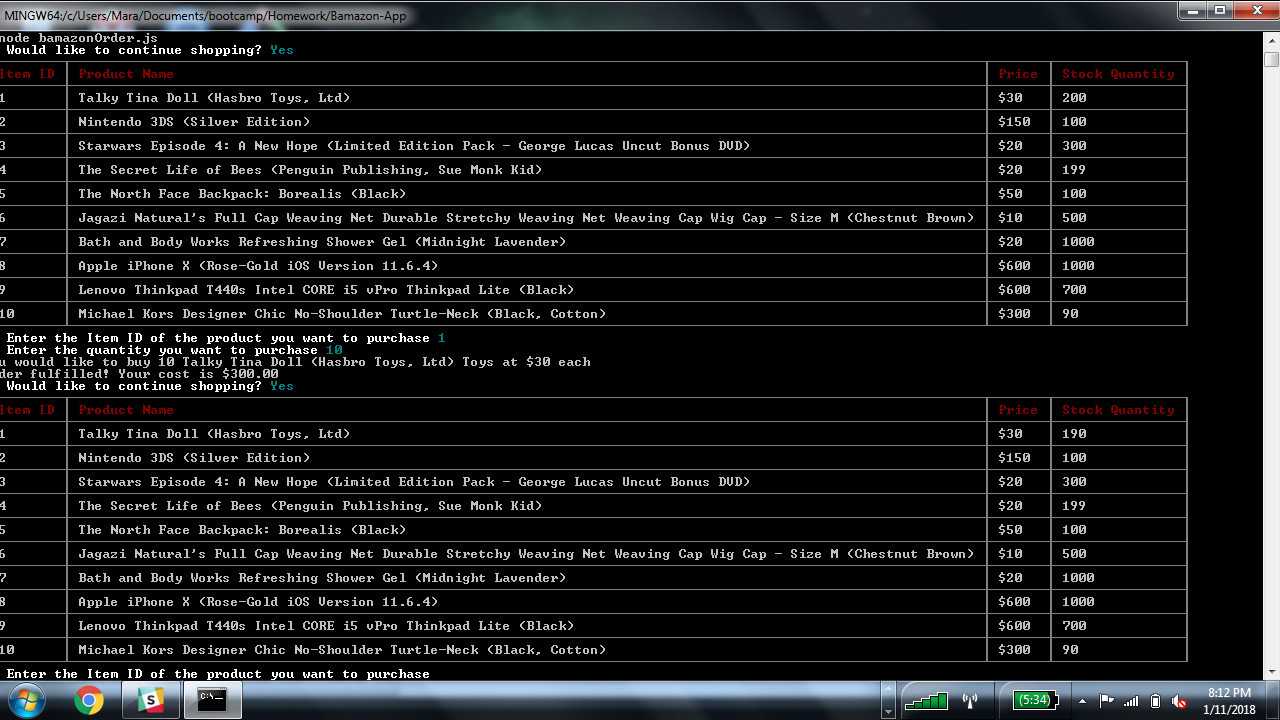 MINGW64:/c/Users/Mara/Documents/bootcamp/Homework/Bamazon-App
node bamazonOrder.js
Would like to continue shopping? Yes
Item ID Product Name Price Stock Quantity
1 Talky Tina Doll (Hasbro Toys, Ltd) $30 200
2 Nintendo 3DS (Silver Edition) $150 100
3 Starwars Episode 4: A New Hope (Limited Edition Pack - George Lucas Uncut Bonus DVD) $20 300
4 The Secret Life of Bees (Penguin Publishing, Sue Monk Kid) $20 199
5 The North Face Backpack: Borealis (Black) $50 100
6 Jagazi Natural's Full Cap Weaving Net Durable Stretchy Weaving Net Weaving Cap Wig Cap - Size M (Chestnut Brown) $10 500
7 Bath and Body Works Refreshing Shower Gel (Midnight Lavender) $20 1000
8 Apple iPhone X (Rose-Gold iOS Version 11.6.4) $600 1000
9 Lenovo Thinkpad T440s Intel CORE i5 vPro Thinkpad Lite (Black) $600 700
10 Michael Kors Designer Chic No-Shoulder Turtle-Neck (Black, Cotton) $300 90
Enter the Item ID of the product you want to purchase 1
Enter the quantity you want to purchase 10
u would like to buy 10 Talky Tina Doll (Hasbro Toys, Ltd) Toys at $30 each
der fulfilled! Your cost is $300.00
Would like to continue shopping? Yes
Item ID Product Name Price Stock Quantity
1 Talky Tina Doll (Hasbro Toys, Ltd) $30 190
2 Nintendo 3DS (Silver Edition) $150 100
3 Starwars Episode 4: A New Hope (Limited Edition Pack - George Lucas Uncut Bonus DVD) $20 300
4 The Secret Life of Bees (Penguin Publishing, Sue Monk Kid) $20 199
5 The North Face Backpack: Borealis (Black) $50 100
6 Jagazi Natural's Full Cap Weaving Net Durable Stretchy Weaving Net Weaving Cap Wig Cap - Size M (Chestnut Brown) $10 500
7 Bath and Body Works Refreshing Shower Gel (Midnight Lavender) $20 1000
8 Apple iPhone X (Rose-Gold iOS Version 11.6.4) $600 1000
9 Lenovo Thinkpad T440s Intel CORE i5 vPro Thinkpad Lite (Black) $600 700
10 Michael Kors Designer Chic No-Shoulder Turtle-Neck (Black, Cotton) $300 90
Enter the Item ID of the product you want to purchase
S C:\ (5:34) 8:12 PM
1/11/2018